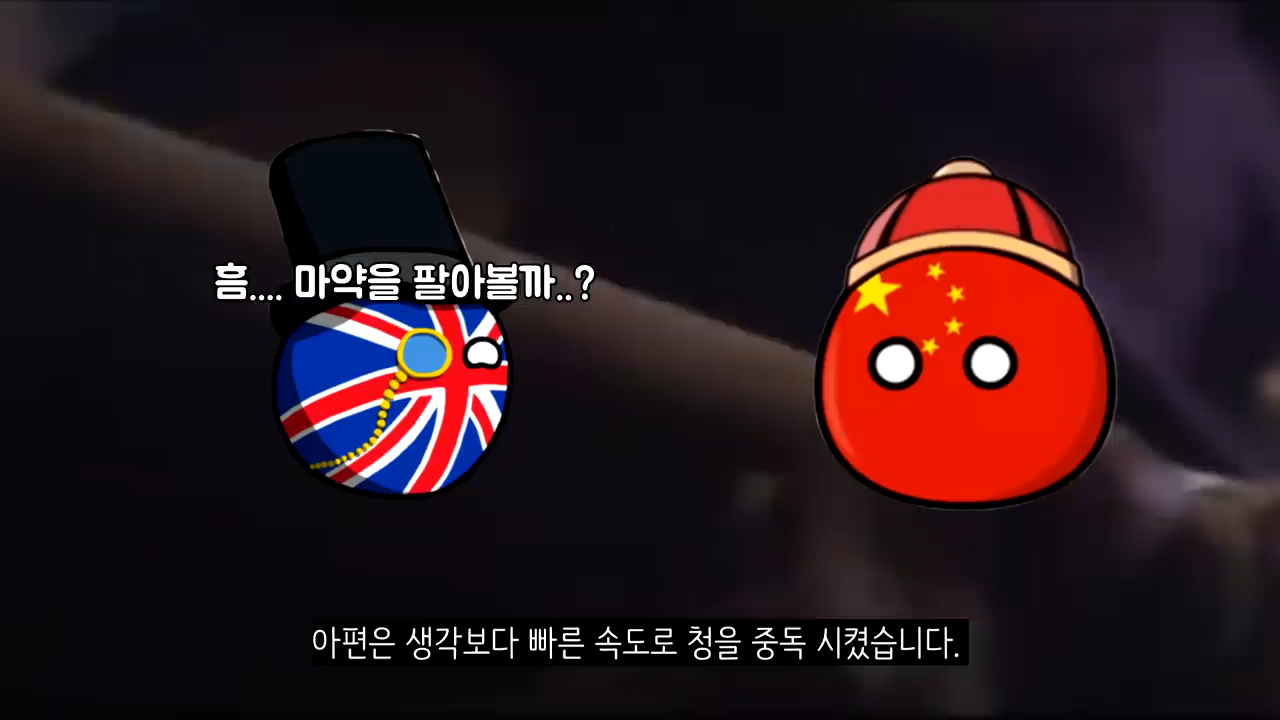 흠.... 마약을 팔아볼까..?
아편은 생각보다 빠른 속도로 청을 중독 시켰습니다.